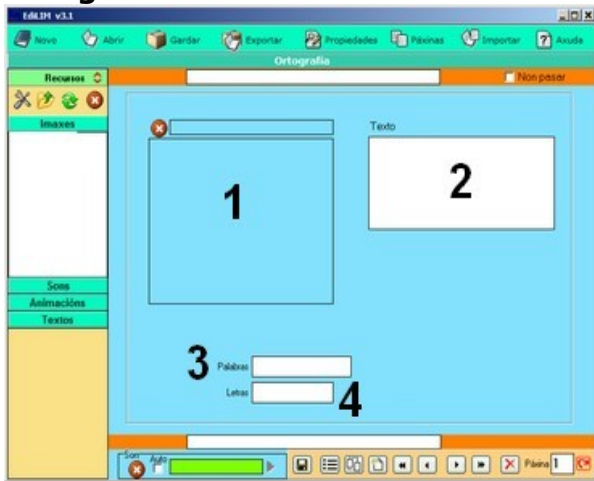 EdiLIM v3.1
Novo Abrir Gardar Exportar Propiedades Páxinas Importar Axuda
Ortografía
Recursos
Non pasar
Imaxes
Texto
1
2
Sons
Animacións
Textos
3 Palabras
Letras 4
Son Auto
Páxina 1